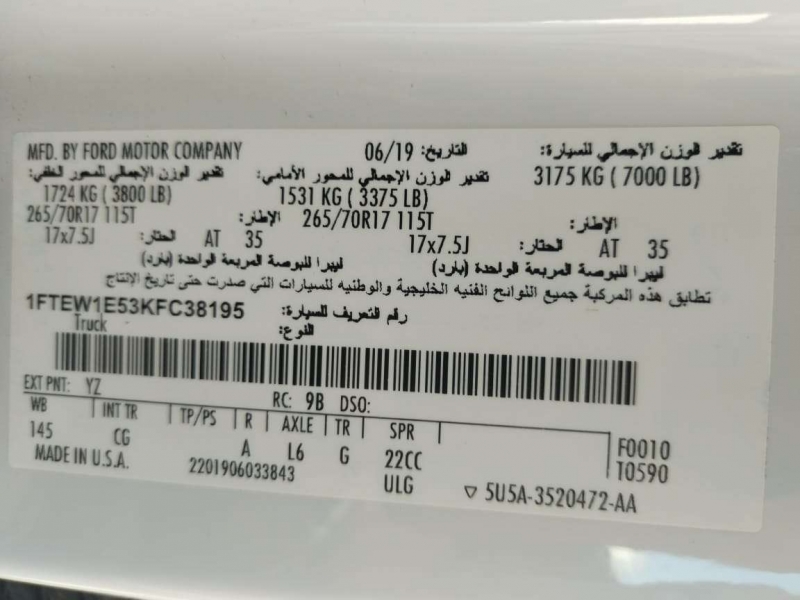 MFD. BY FORD MOTOR COMPANY 06/19 التاريخ: تقدير الوزن الإجمالي للسيارة:
تقدير الوزن الإجمالي للمحور الخلفي: تقدير الوزن الإجمالي للمحور الأمامي: 3175 KG ( 7000 LB)
1724 KG ( 3800 LB) 1531 KG ( 3375 LB)
265/70R17 115T الإطار: 265/70R17 115T الإطار:
17x7.5J الحتار: AT 35 17x7.5J الحتار: AT 35
ليبرا للبوصة المربعة الواحدة (بارد) ليبرا للبوصة المربعة الواحدة (بارد)
تطابق هذه المركبة جميع اللوائح الفنيه الخليجية والوطنيه للسيارات التي صدرت حتى تاريخ الإنتاج
1FTEW1E53KFC38195 رقم التعريف للسيارة:
Truck النوع:
EXT PNT: YZ RC: 9B DSO:
WB INT TR TP/PS R AXLE TR SPR
145 CG A L6 G 22CC F0010
MADE IN U.S.A. 2201906033843 ULG T0590
▽ 5U5A-3520472-AA